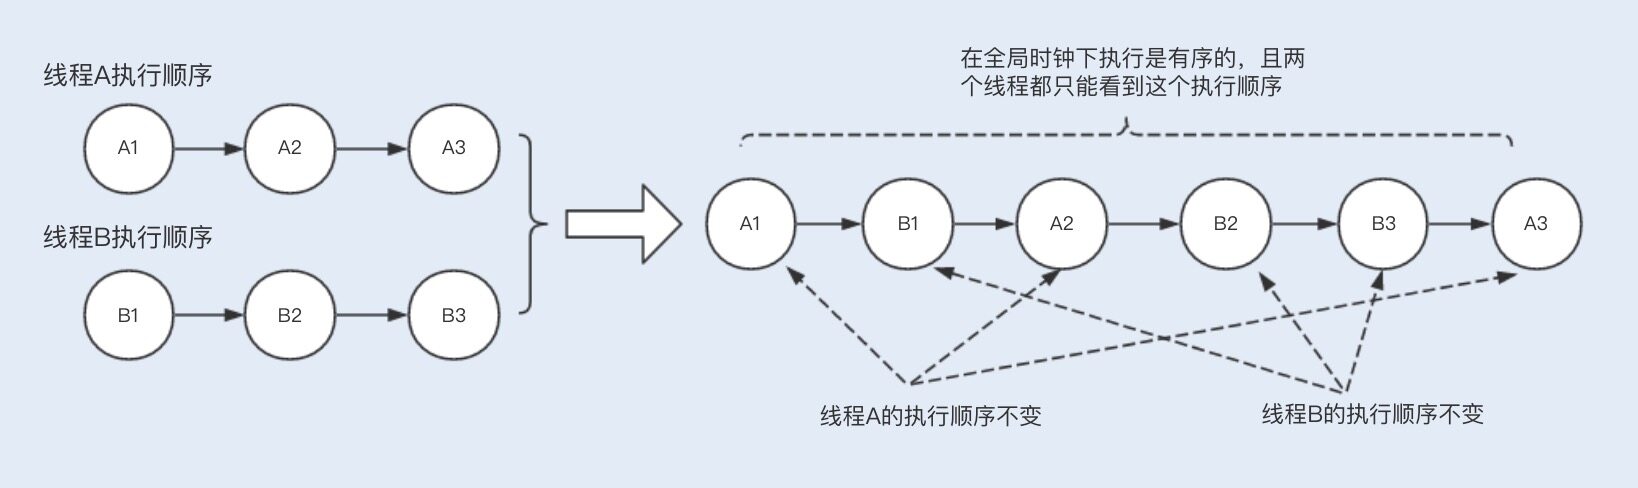 线程A执行顺序
A1
A2
A3
线程B执行顺序
B1
B2
B3
在全局时钟下执行是有序的，且两
个线程都只能看到这个执行顺序
A1
B1
A2
B2
B3
A3
线程A的执行顺序不变
线程B的执行顺序不变